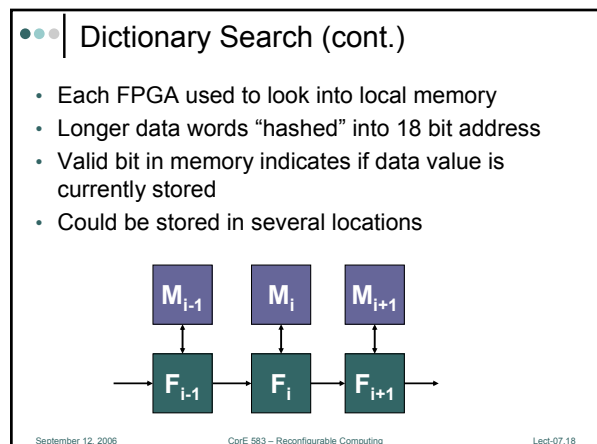 Dictionary Search (cont.)
• Each FPGA used to look into local memory
• Longer data words “hashed” into 18 bit address
• Valid bit in memory indicates if data value is
currently stored
• Could be stored in several locations
Mi-1 Mi Mi+1
Fi-1 Fi Fi+1
September 12, 2006 CprE 583 – Reconfigurable Computing Lect-07.18